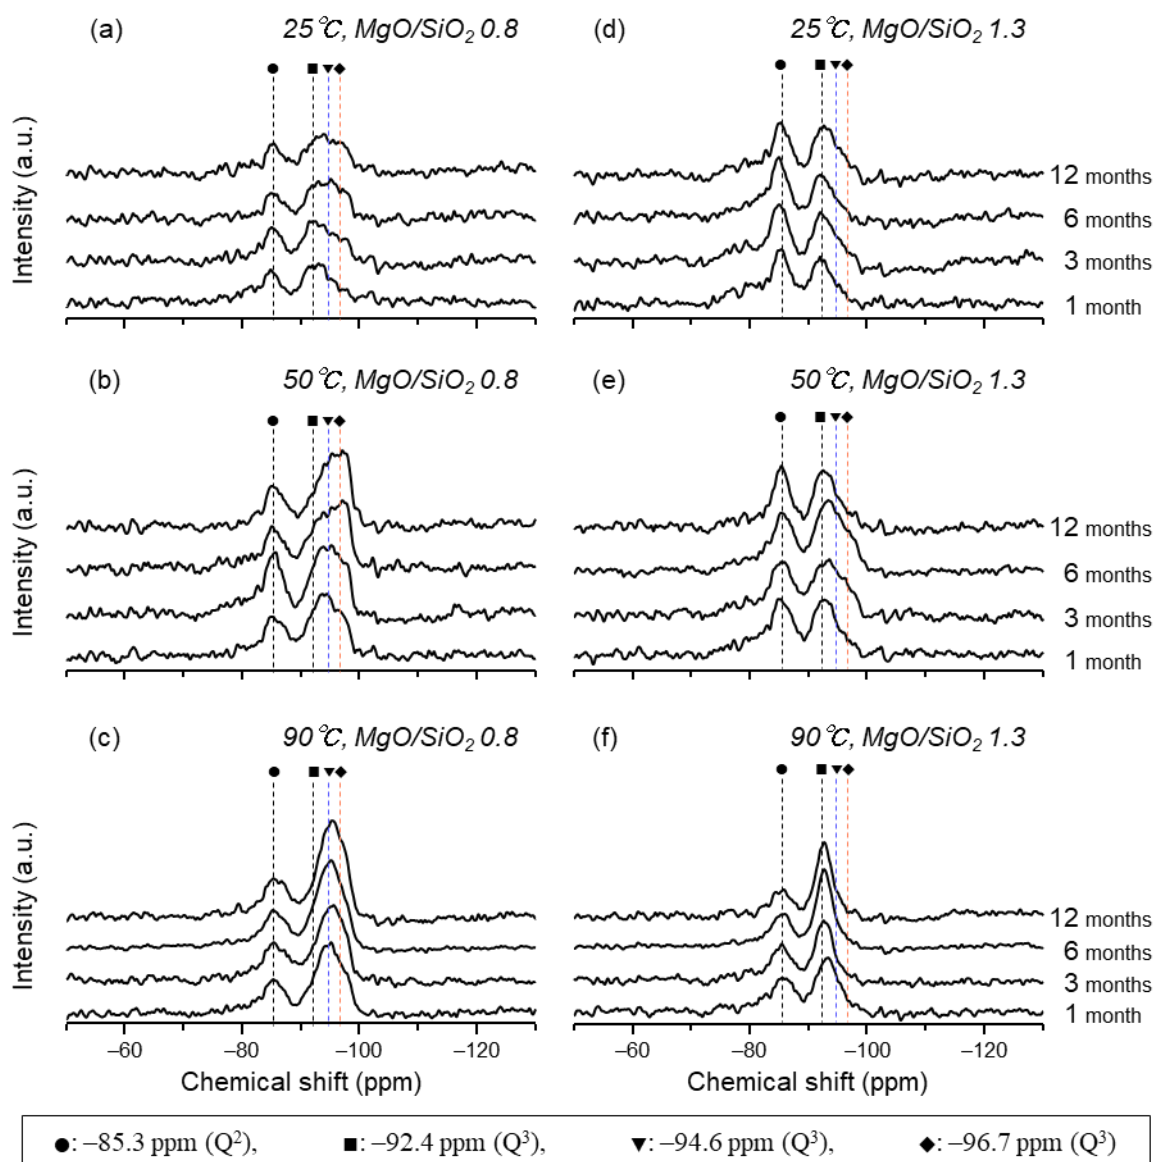 (a) 25 ℃, MgO/SiO₂ 0.8
(d) 25 ℃, MgO/SiO₂ 1.3
Intensity (a.u.)
12 months
6 months
3 months
1 month
(b) 50 ℃, MgO/SiO₂ 0.8
(e) 50 ℃, MgO/SiO₂ 1.3
Intensity (a.u.)
12 months
6 months
3 months
1 month
(c) 90 ℃, MgO/SiO₂ 0.8
(f) 90 ℃, MgO/SiO₂ 1.3
Intensity (a.u.)
12 months
6 months
3 months
1 month
–60 –80 –100 –120
–60 –80 –100 –120
Chemical shift (ppm)
Chemical shift (ppm)
●: –85.3 ppm (Q²), ■: –92.4 ppm (Q³), ▼: –94.6 ppm (Q³), ◆: –96.7 ppm (Q³)